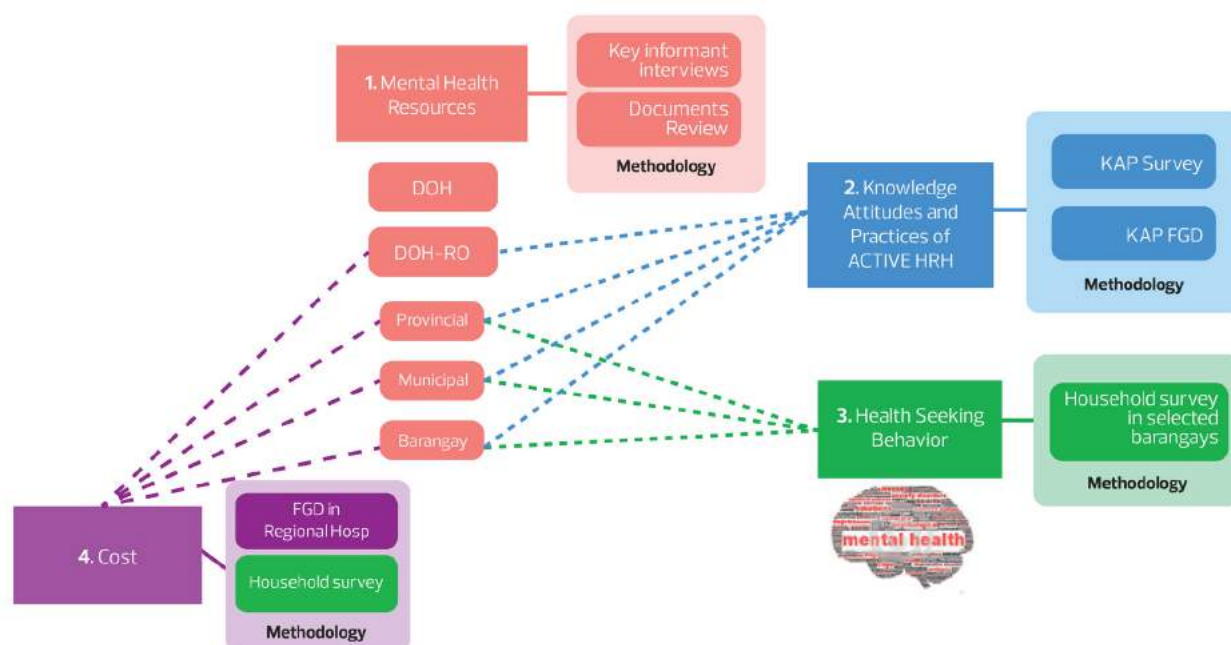 1. Mental Health
Resources
Key informant
interviews
Documents
Review
Methodology
DOH
DOH-RO
Provincial
Municipal
Barangay
2. Knowledge
Attitudes and
Practices of
ACTIVE HRH
KAP Survey
KAP FGD
Methodology
3. Health Seeking
Behavior
Household survey
in selected
barangays
Methodology
mental health
4. Cost
FGD in
Regional Hosp
Household survey
Methodology